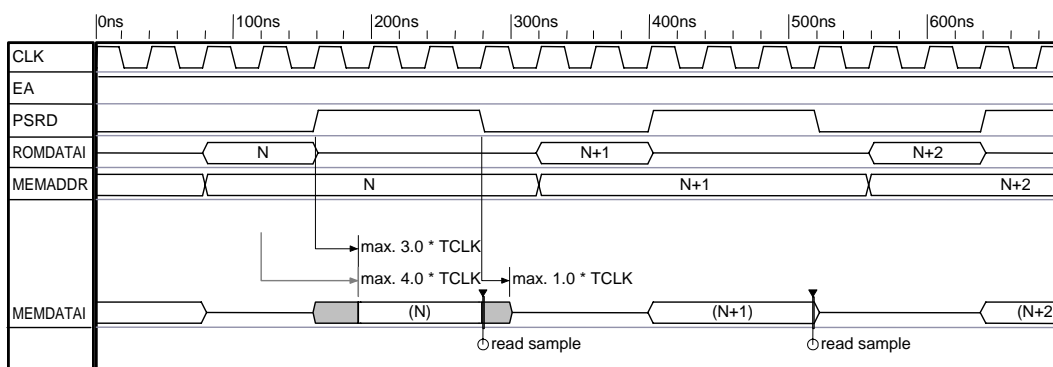 0ns 100ns 200ns 300ns 400ns 500ns 600ns
CLK
EA
PSRD
ROMDATAI N N+1 N+2
MEMADDR N N+1 N+2
max. 3.0 * TCLK
max. 4.0 * TCLK max. 1.0 * TCLK
MEMDATAI (N) (N+1) (N+2
read sample read sample